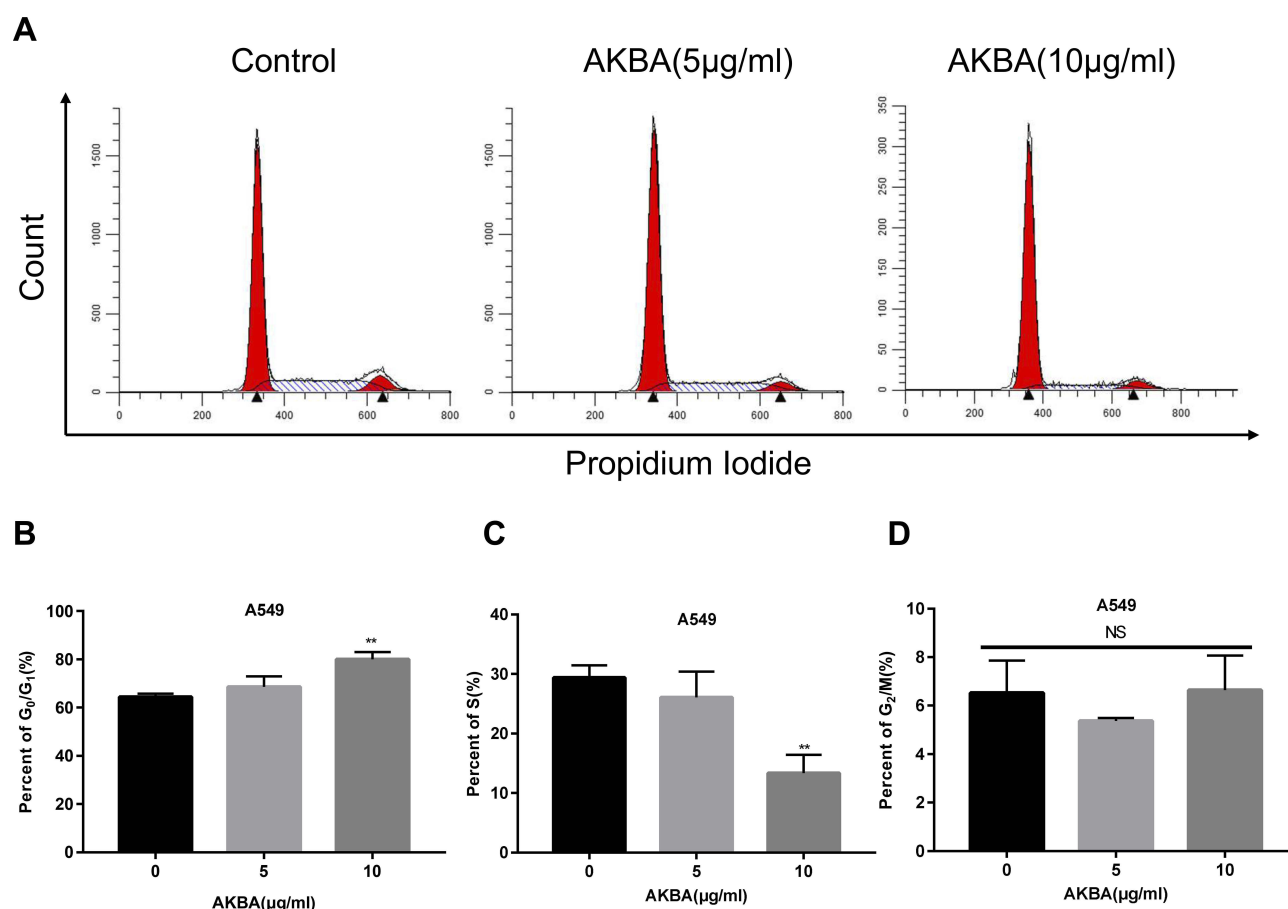 A
Control
AKBA(5µg/ml)
AKBA(10µg/ml)
Count
1500
1000
500
0
0 200 400 600 800
1500
1000
500
0
0 200 400 600 800
350
300
250
200
150
100
50
0
0 200 400 600 800
Propidium Iodide
B
A549
Percent of G₀/G₁(%)
100
80
60
40
20
0
**
0 5 10
AKBA(µg/ml)
C
A549
Percent of S(%)
40
30
20
10
0
**
0 5 10
AKBA(µg/ml)
D
A549
NS
Percent of G₂/M(%)
10
8
6
4
2
0
0 5 10
AKBA(µg/ml)